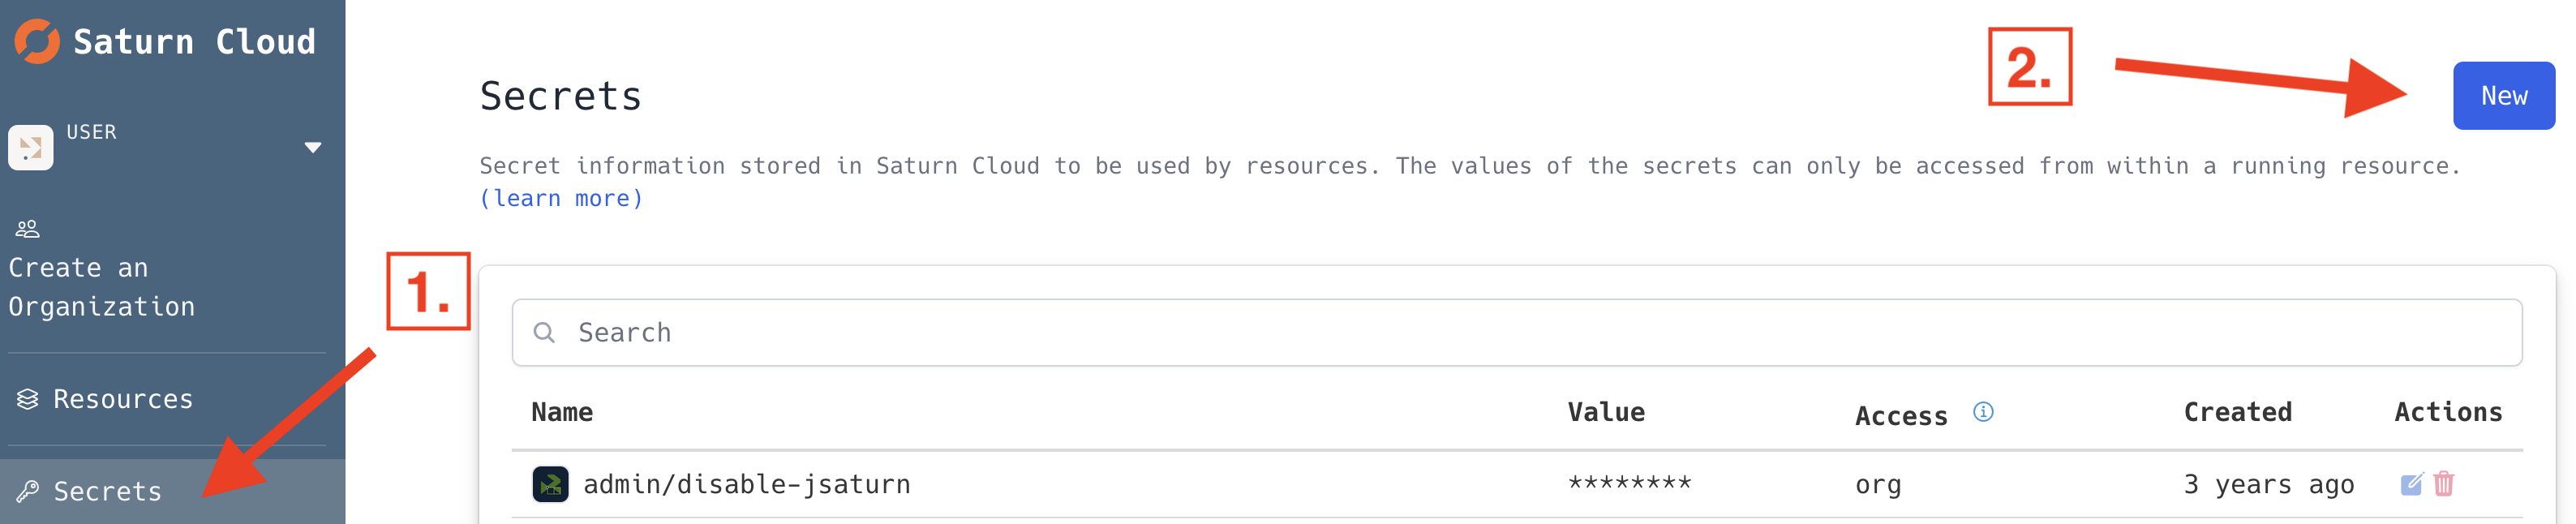 Saturn Cloud
USER
Create an
Organization
Resources
Secrets
1.
2.
Secrets
New
Secret information stored in Saturn Cloud to be used by resources. The values of the secrets can only be accessed from within a running resource.
(learn more)
Search
Name Value Access Created Actions
admin/disable-jsaturn ******** org 3 years ago